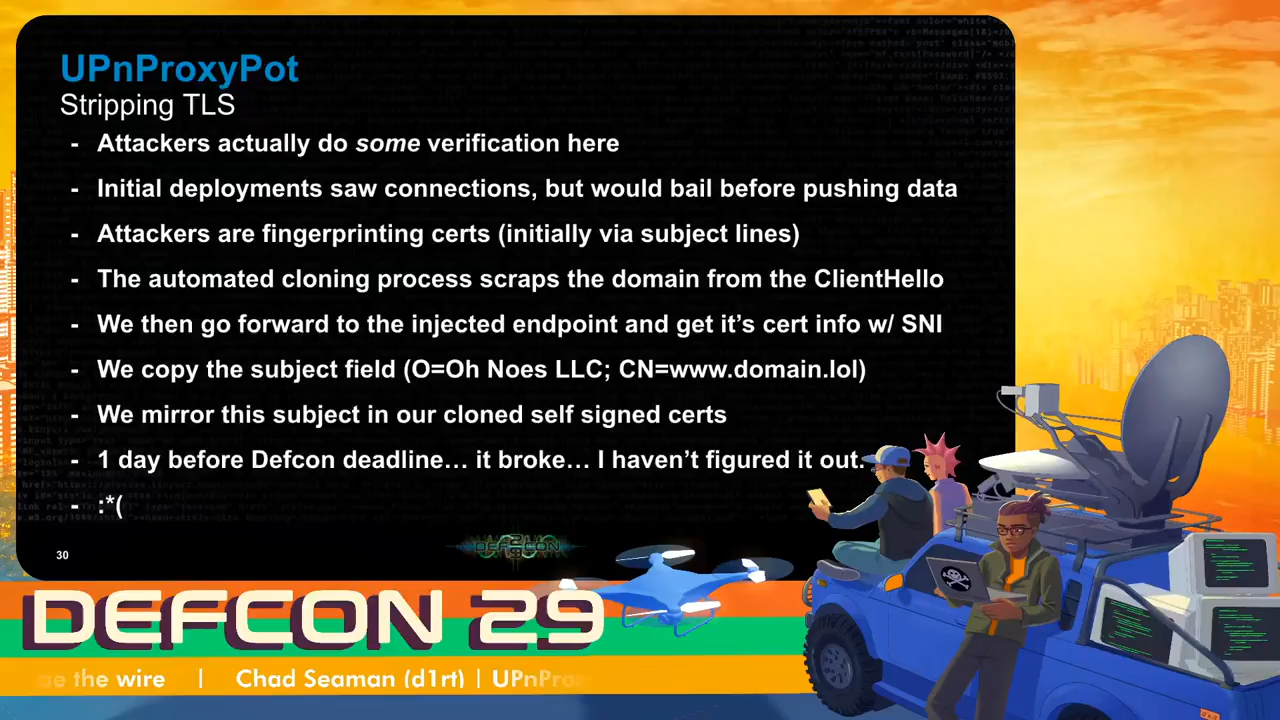 UPnProxyPot
Stripping TLS
- Attackers actually do some verification here
- Initial deployments saw connections, but would bail before pushing data
- Attackers are fingerprinting certs (initially via subject lines)
- The automated cloning process scraps the domain from the ClientHello
- We then go forward to the injected endpoint and get it's cert info w/ SNI
- We copy the subject field (O=Oh Noes LLC; CN=www.domain.lol)
- We mirror this subject in our cloned self signed certs
- 1 day before Defcon deadline… it broke… I haven't figured it out.
- :*(
30
DEFCON
DEFCON 29
the wire | Chad Seaman (d1rt) | UPnPro